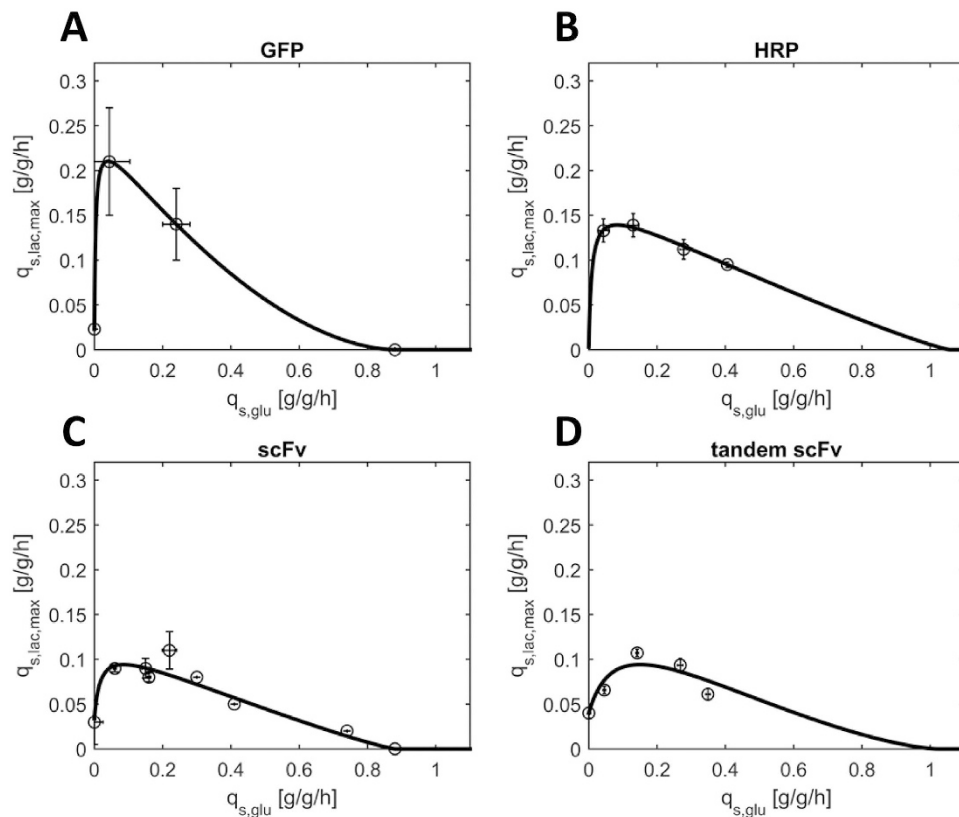 A
GFP
0.3
0.25
0.2
0.15
0.1
0.05
0
0 0.2 0.4 0.6 0.8 1
q_s,glu [g/g/h]
q_s,lac,max [g/g/h]
B
HRP
0.3
0.25
0.2
0.15
0.1
0.05
0
0 0.2 0.4 0.6 0.8 1
q_s,glu [g/g/h]
q_s,lac,max [g/g/h]
C
scFv
0.3
0.25
0.2
0.15
0.1
0.05
0
0 0.2 0.4 0.6 0.8 1
q_s,glu [g/g/h]
q_s,lac,max [g/g/h]
D
tandem scFv
0.3
0.25
0.2
0.15
0.1
0.05
0
0 0.2 0.4 0.6 0.8 1
q_s,glu [g/g/h]
q_s,lac,max [g/g/h]